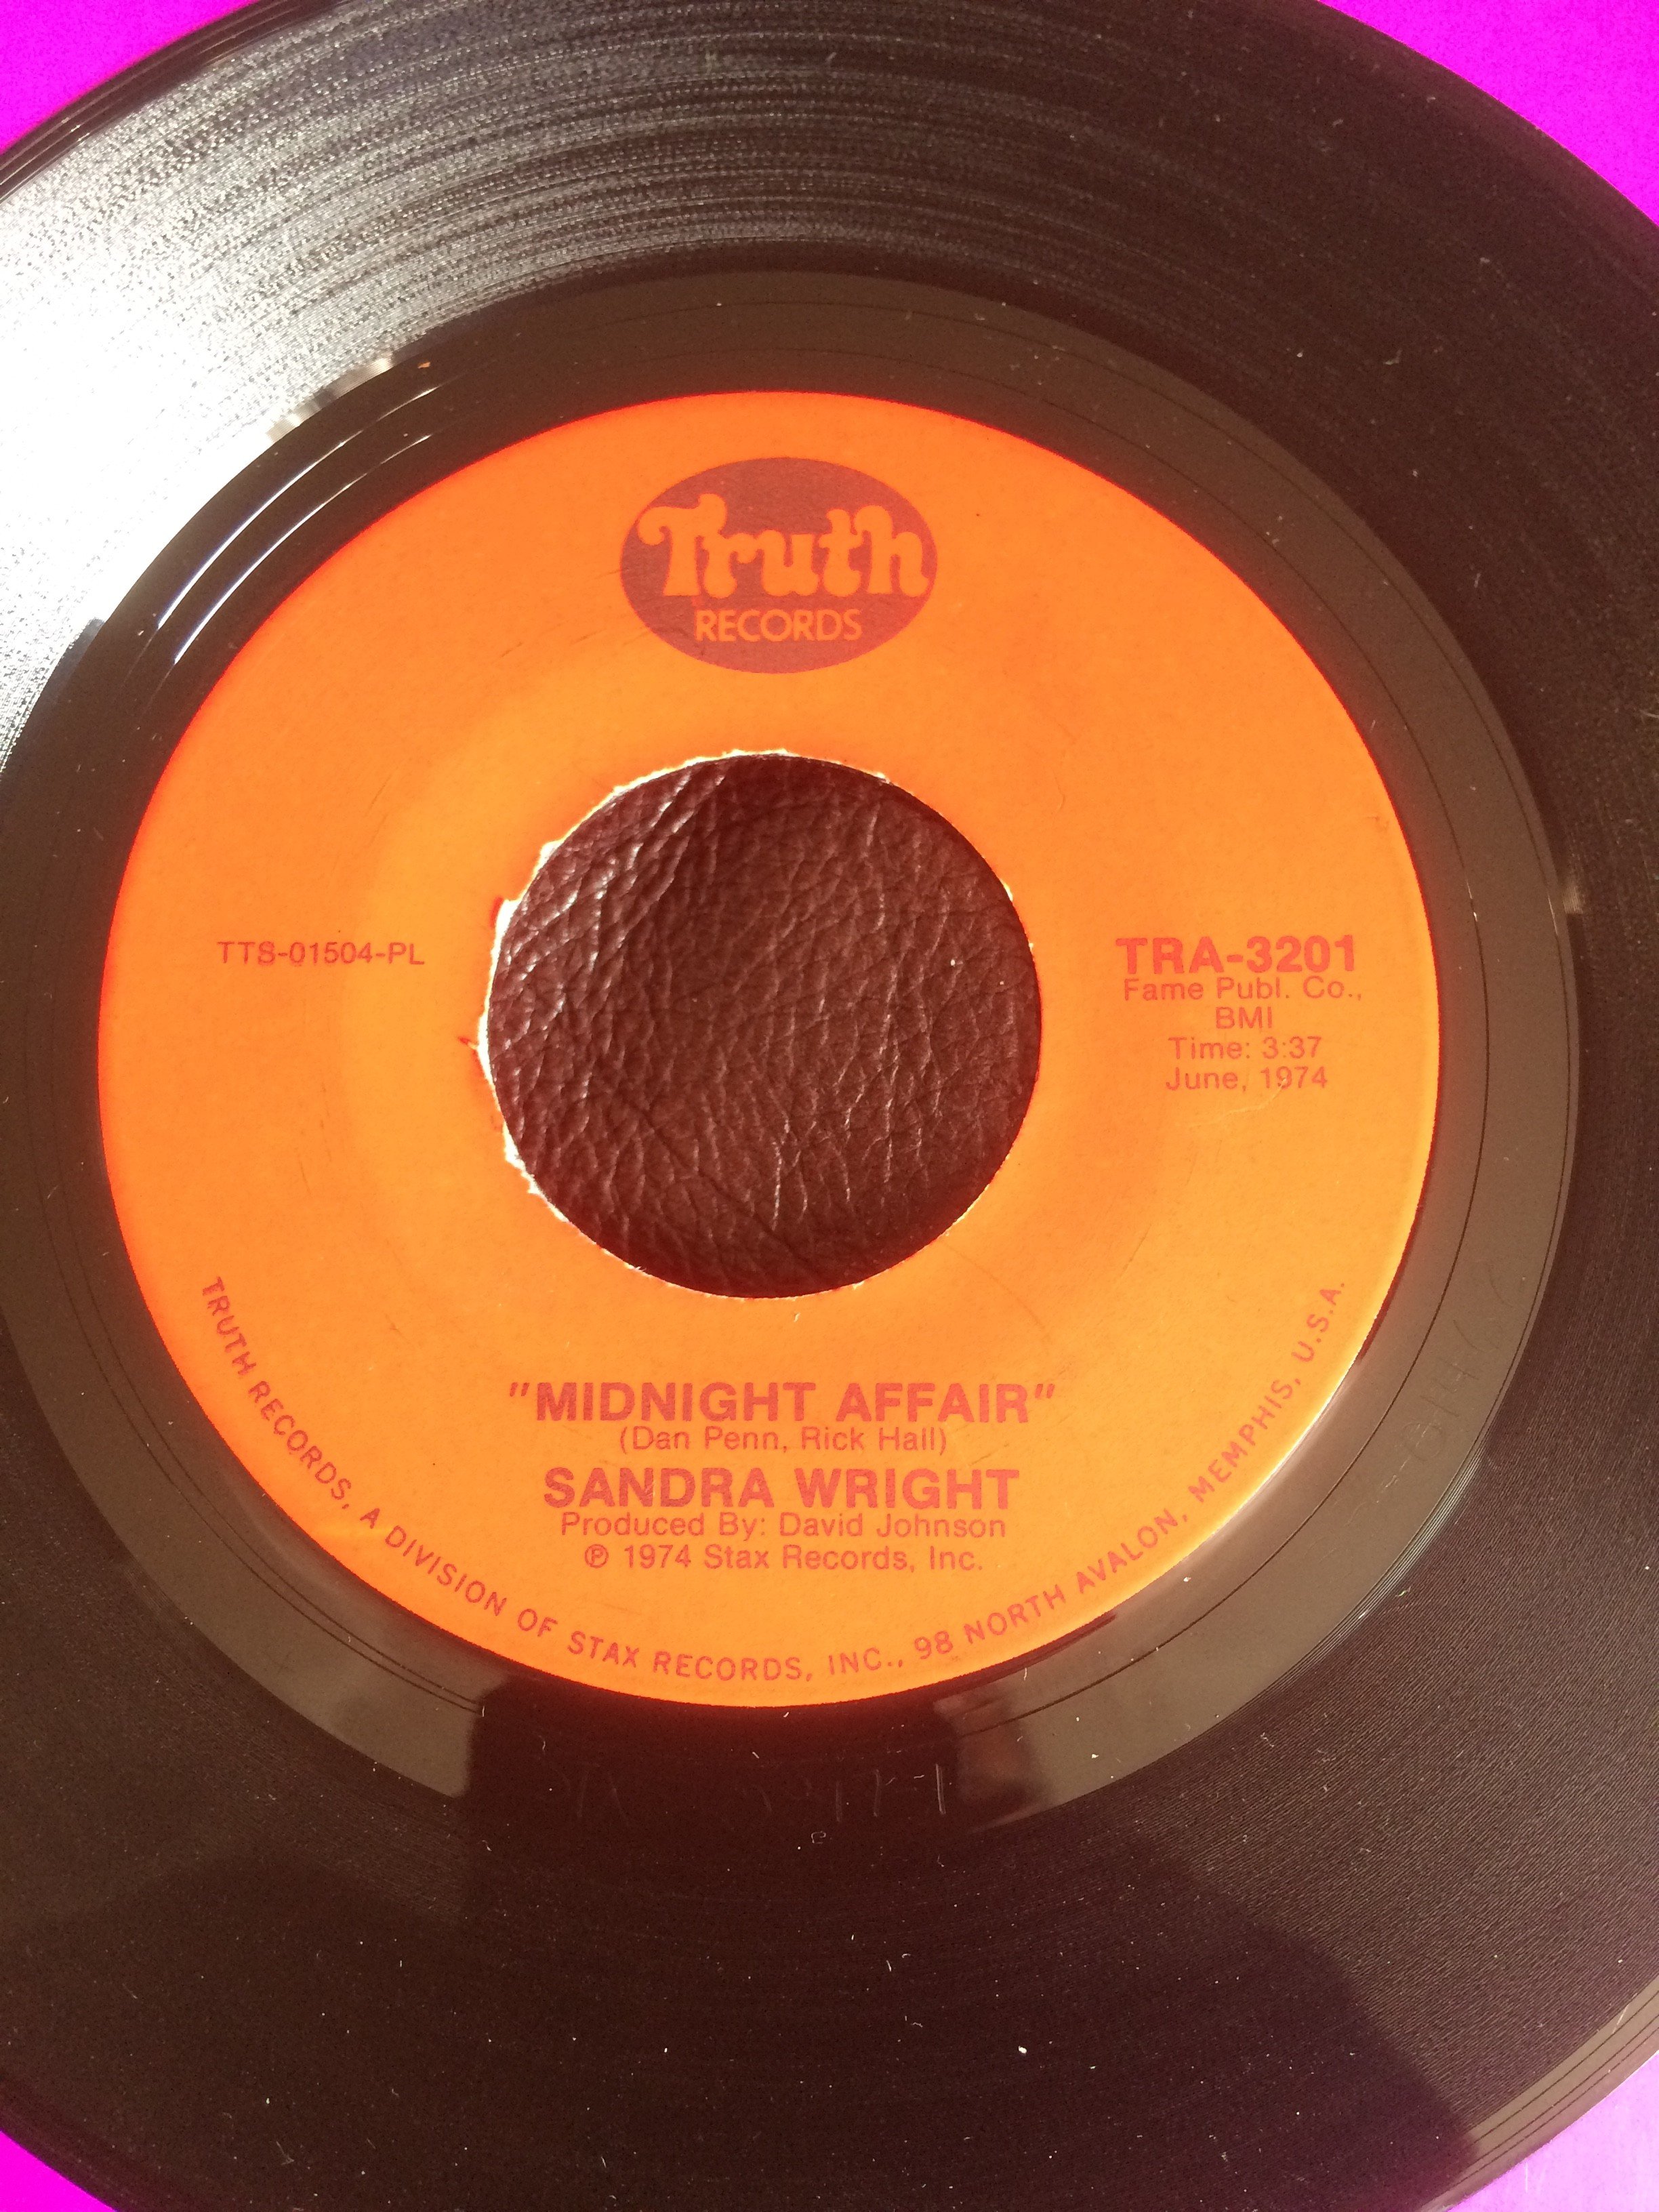 Truth
RECORDS
TTS-01504-PL
TRA-3201
Fame Publ. Co.,
BMI
Time: 3:37
June, 1974
"MIDNIGHT AFFAIR"
(Dan Penn, Rick Hall)
SANDRA WRIGHT
Produced By: David Johnson
℗ 1974 Stax Records, Inc.
TRUTH RECORDS, A DIVISION OF STAX RECORDS, INC., 98 NORTH AVALON, MEMPHIS, U.S.A.